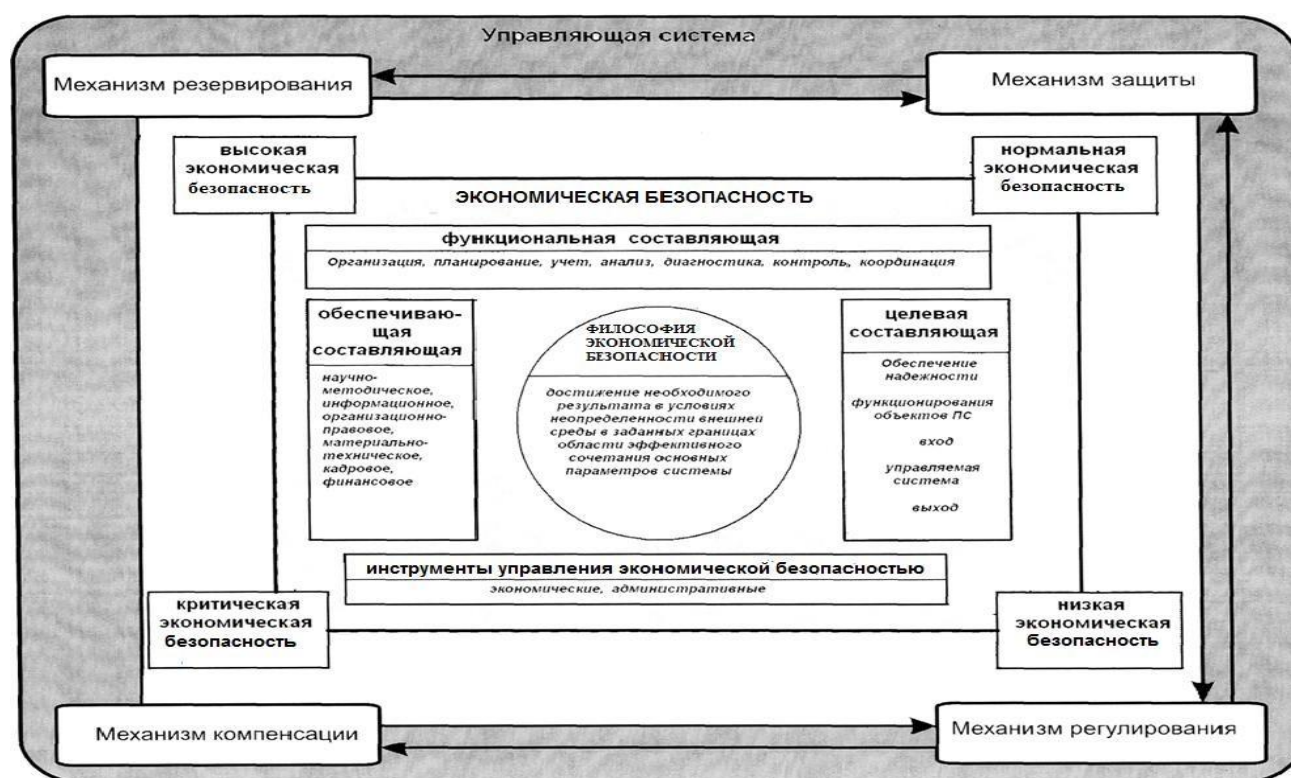 Управляющая система
Механизм резервирования
Механизм защиты
высокая
экономическая
безопасность
нормальная
экономическая
безопасность
ЭКОНОМИЧЕСКАЯ БЕЗОПАСНОСТЬ
функциональная составляющая
Организация, планирование, учет, анализ, диагностика, контроль, координация
обеспечиваю-
щая
составляющая
научно-
методическое,
информационное,
организационно-
правовое,
материально-
техническое,
кадровое,
финансовое
ФИЛОСОФИЯ
ЭКОНОМИЧЕСКОЙ
БЕЗОПАСНОСТИ
достижение необходимого
результата в условиях
неопределенности внешней
среды в заданных границах
области эффективного
сочетания основных
параметров системы
целевая
составляющая
Обеспечение
надежности
функционирования
объектов ПС
вход
управляемая
система
выход
инструменты управления экономической безопасностью
экономические, административные
критическая
экономическая
безопасность
низкая
экономическая
безопасность
Механизм компенсации
Механизм регулирования